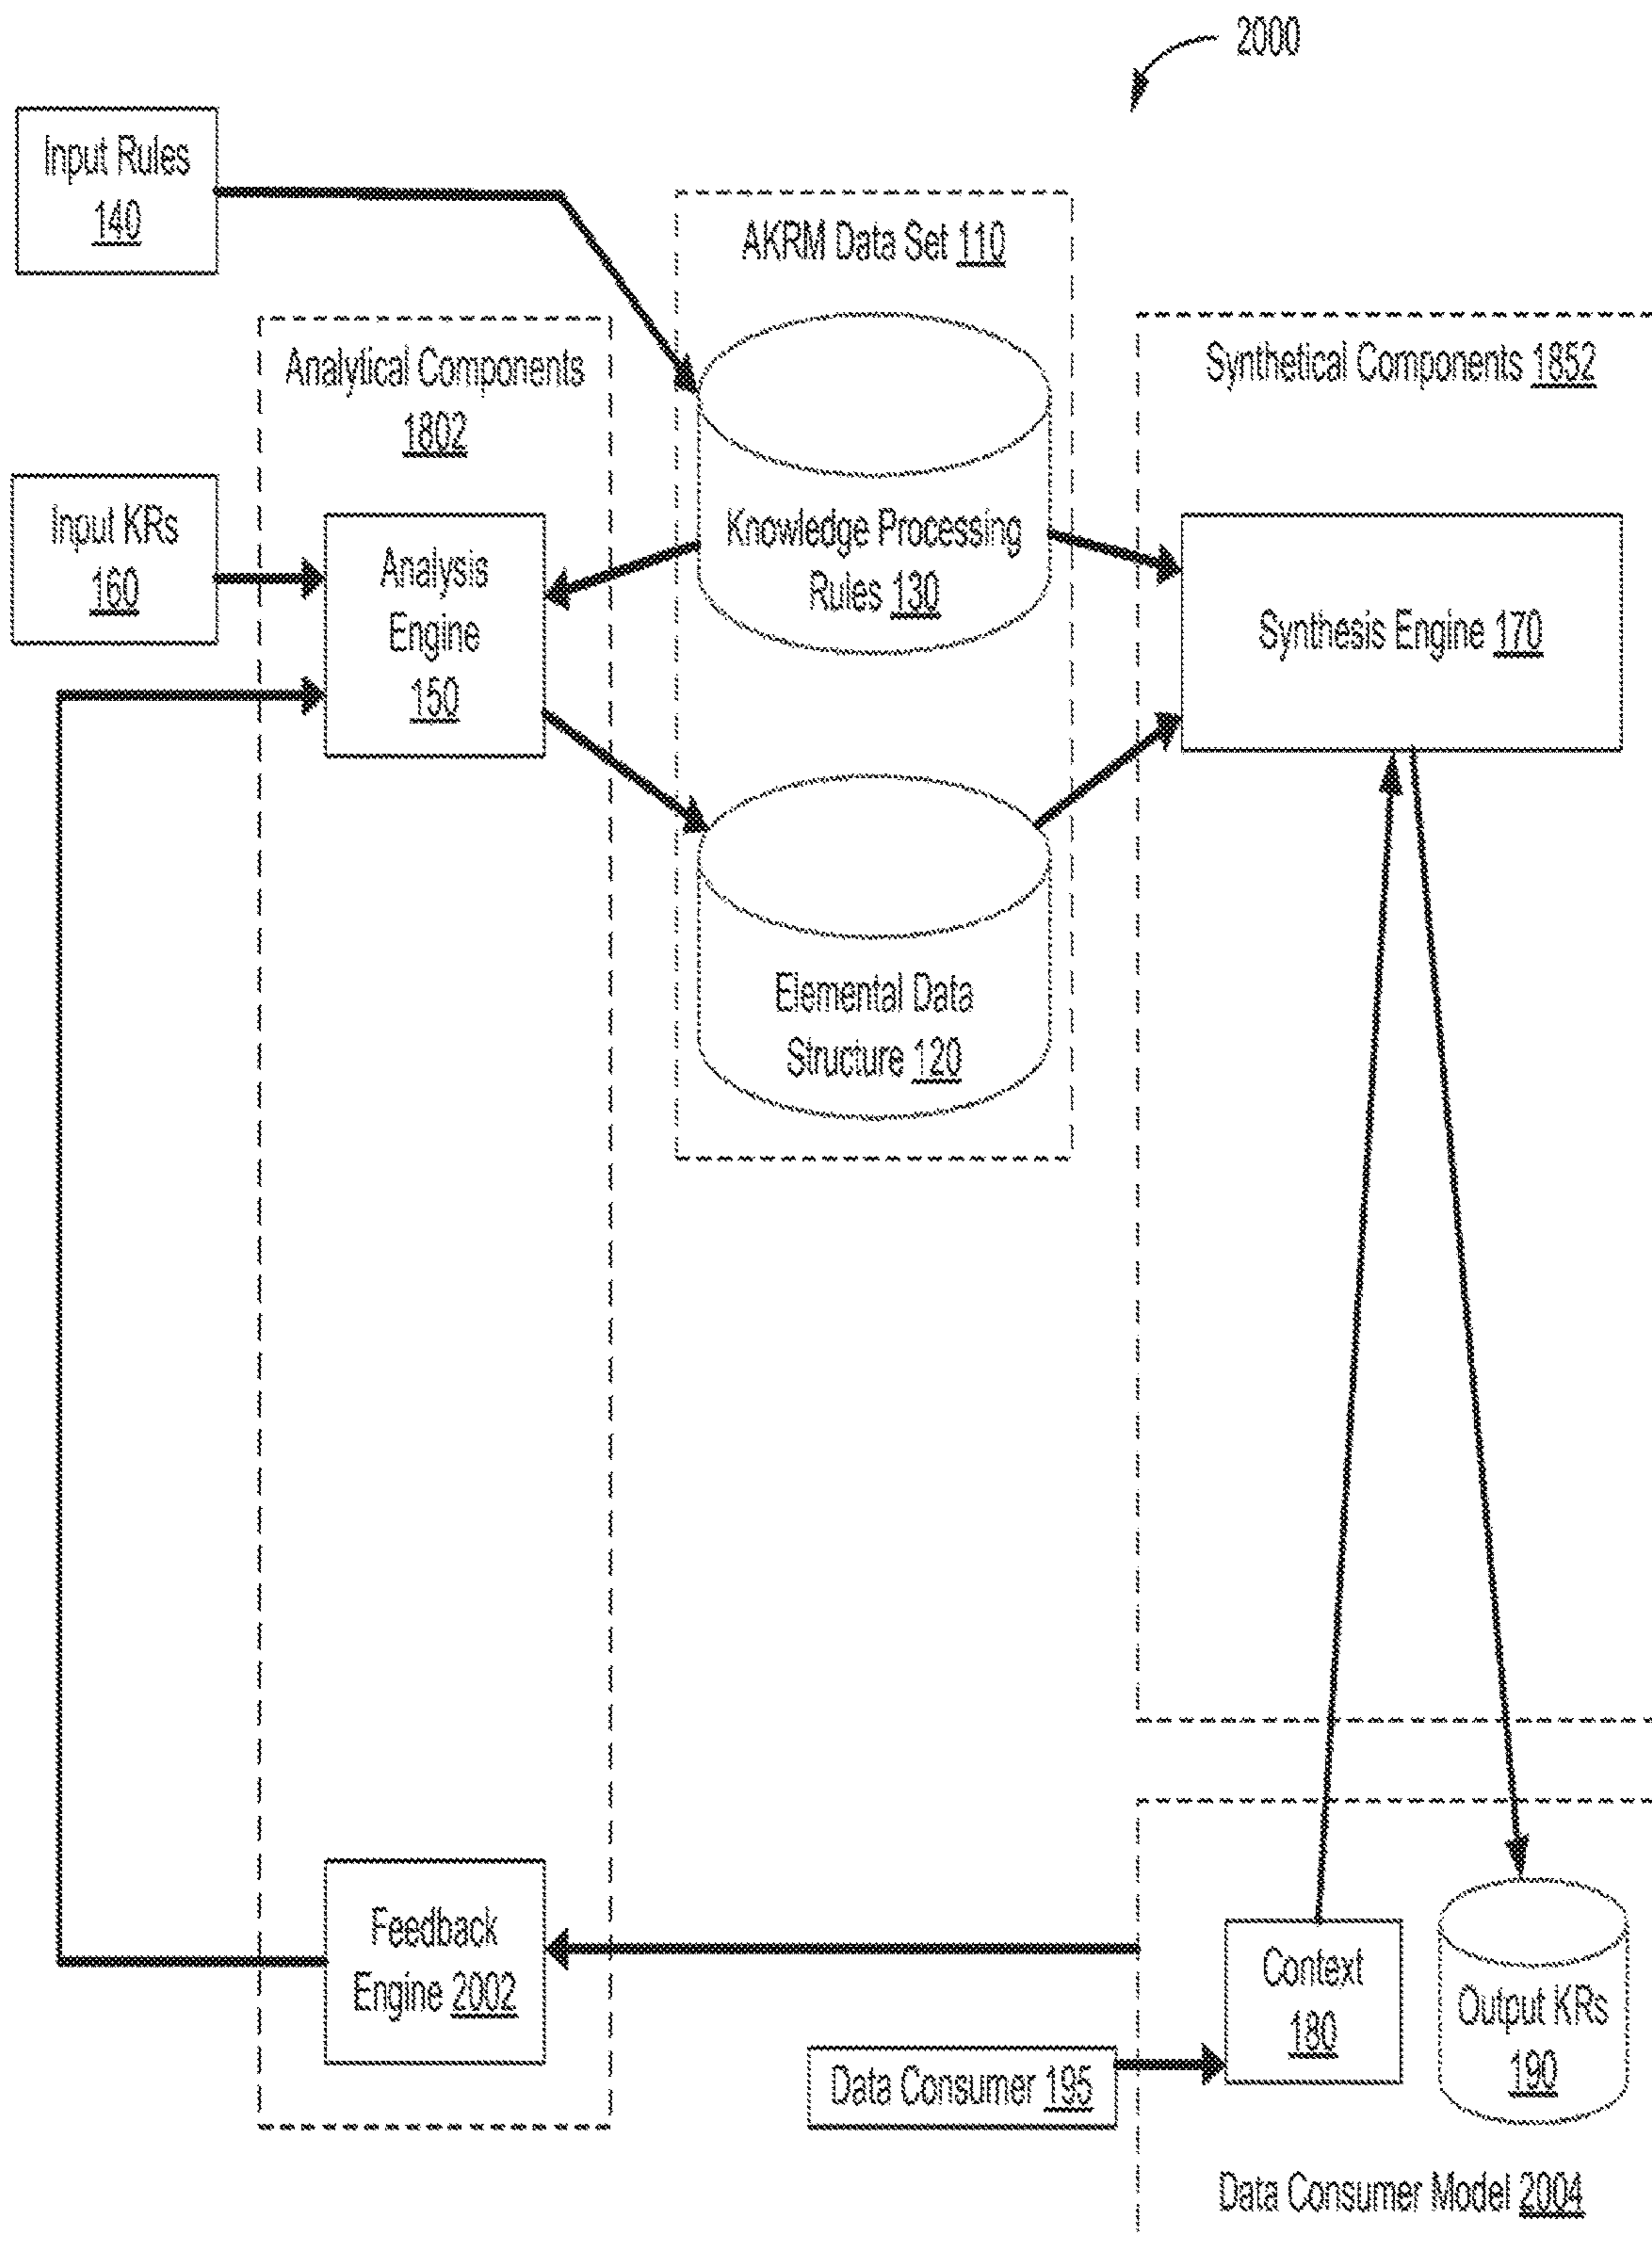 2000
Input Rules
140
AKRM Data Set 110
Analytical Components
1802
Synthetical Components 1852
Input KRs
160
Analysis
Engine
150
Knowledge Processing
Rules 130
Synthesis Engine 170
Elemental Data
Structure 120
Feedback
Engine 2002
Context
180
Output KRs
190
Data Consumer 195
Data Consumer Model 2004